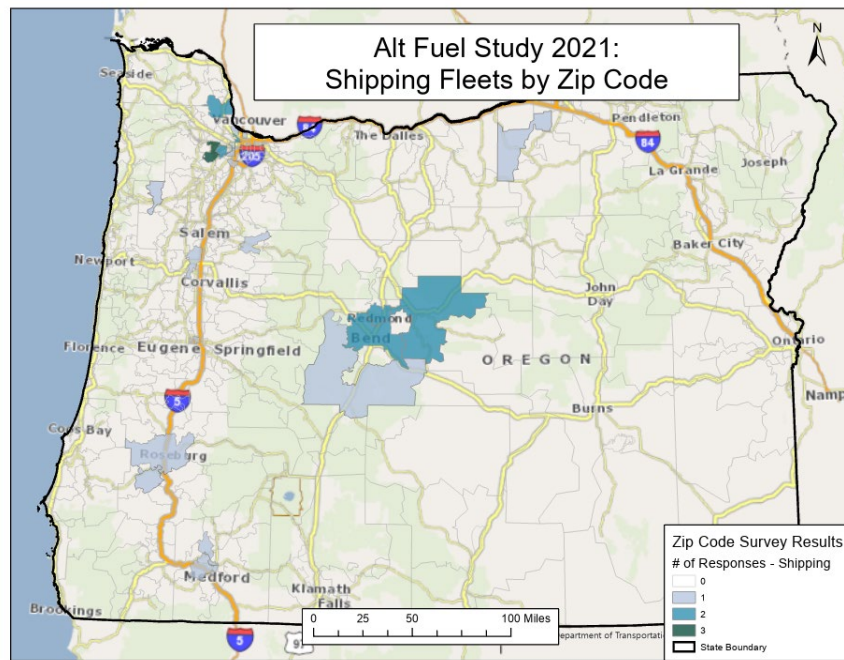 Alt Fuel Study 2021:
Shipping Fleets by Zip Code
N
Seaside
Vancouver
84
The Dalles
Pendleton
205
84
Joseph
La Grande
Salem
Baker City
Newport
Corvallis
John
Day
Redmond
Bend
Florence
Eugene
Springfield
OREGON
Ontario
5
Burns
Coos Bay
Roseburg
Medford
Klamath
Falls
Brookings
5
97
0 25 50 100 Miles
Department of Transportatio
Zip Code Survey Results
# of Responses - Shipping
0
1
2
3
State Boundary